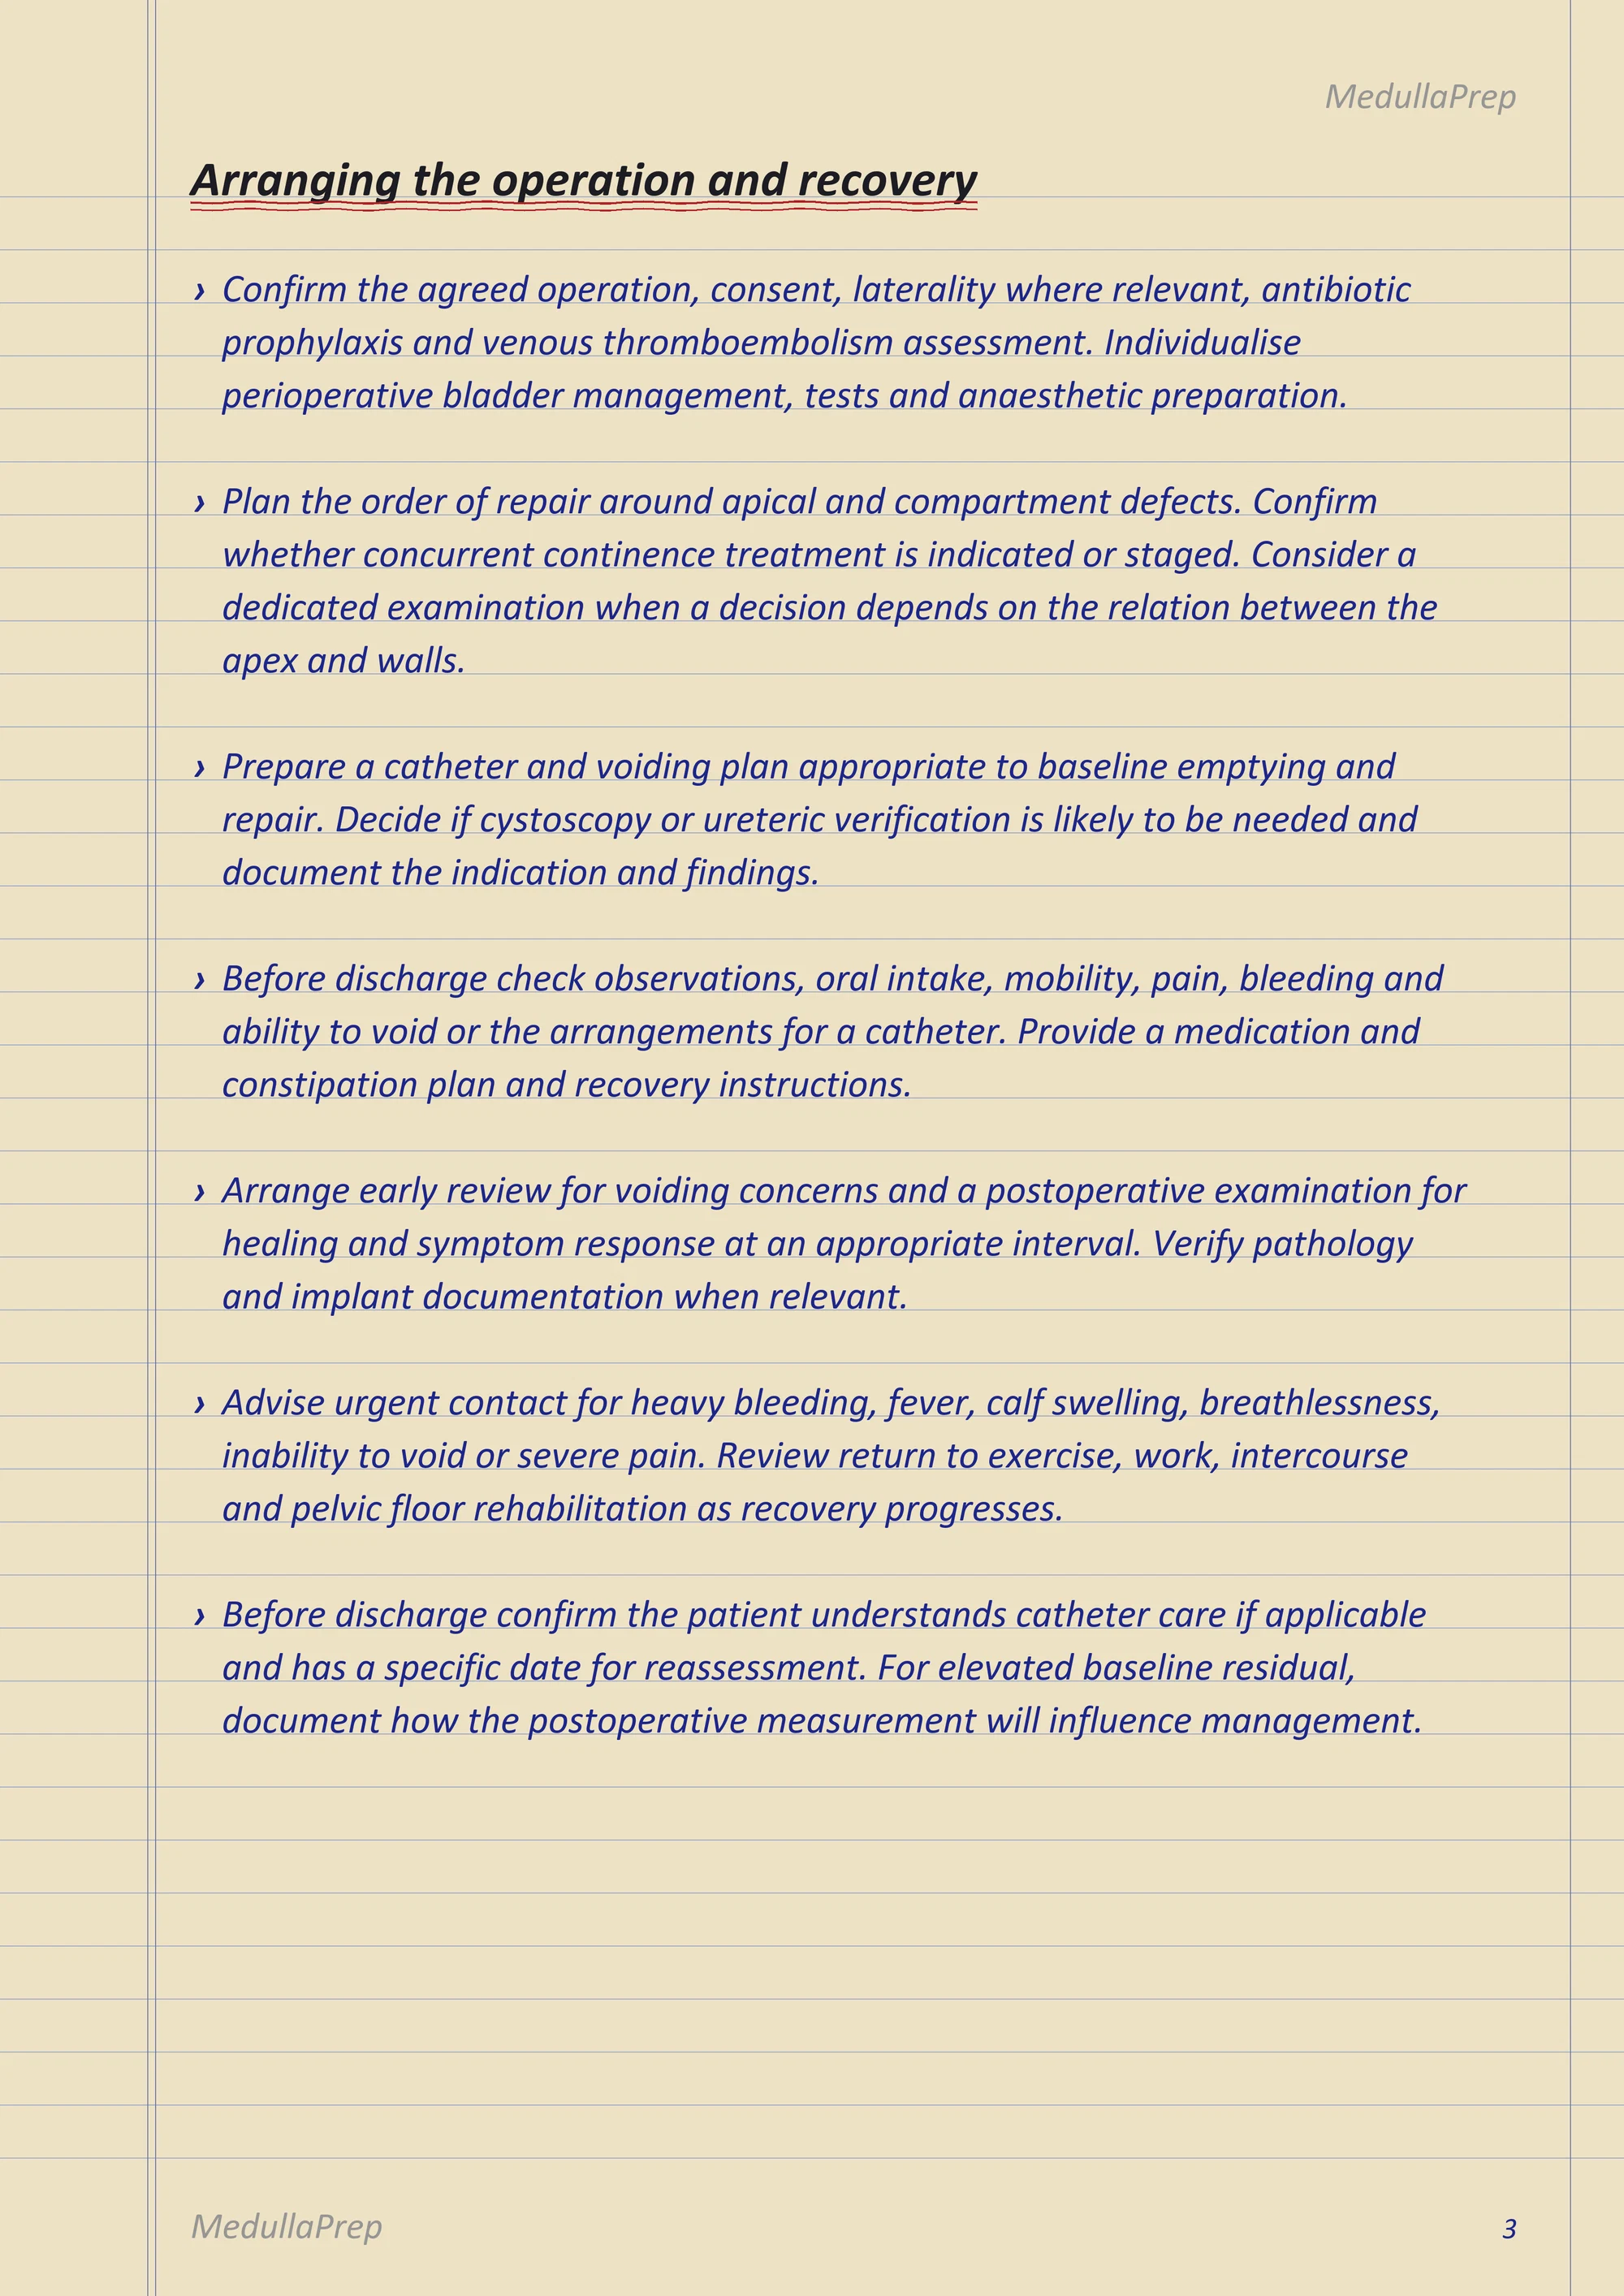 MedullaPrep
Arranging the operation and recovery
› Confirm the agreed operation, consent, laterality where relevant, antibiotic
prophylaxis and venous thromboembolism assessment. Individualise
perioperative bladder management, tests and anaesthetic preparation.
› Plan the order of repair around apical and compartment defects. Confirm
whether concurrent continence treatment is indicated or staged. Consider a
dedicated examination when a decision depends on the relation between the
apex and walls.
› Prepare a catheter and voiding plan appropriate to baseline emptying and
repair. Decide if cystoscopy or ureteric verification is likely to be needed and
document the indication and findings.
› Before discharge check observations, oral intake, mobility, pain, bleeding and
ability to void or the arrangements for a catheter. Provide a medication and
constipation plan and recovery instructions.
› Arrange early review for voiding concerns and a postoperative examination for
healing and symptom response at an appropriate interval. Verify pathology
and implant documentation when relevant.
› Advise urgent contact for heavy bleeding, fever, calf swelling, breathlessness,
inability to void or severe pain. Review return to exercise, work, intercourse
and pelvic floor rehabilitation as recovery progresses.
› Before discharge confirm the patient understands catheter care if applicable
and has a specific date for reassessment. For elevated baseline residual,
document how the postoperative measurement will influence management.
MedullaPrep
3